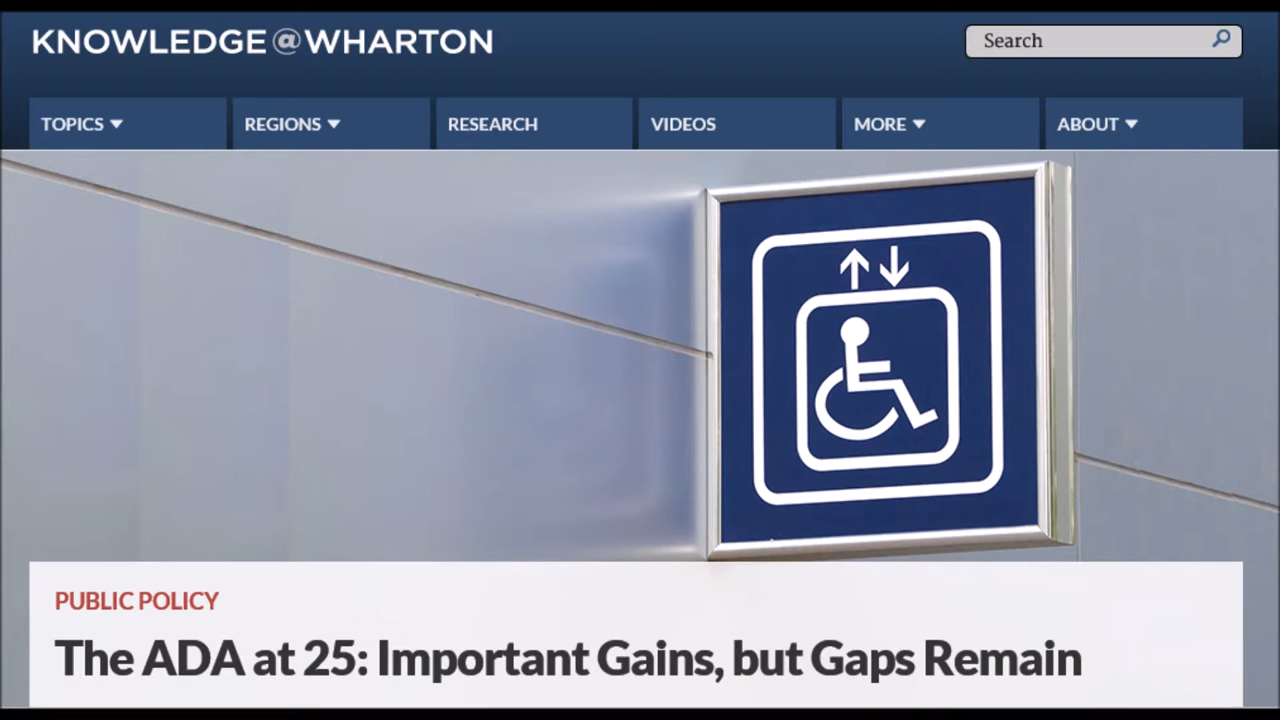 KNOWLEDGE@WHARTON
Search
TOPICS
REGIONS
RESEARCH
VIDEOS
MORE
ABOUT
PUBLIC POLICY
The ADA at 25: Important Gains, but Gaps Remain